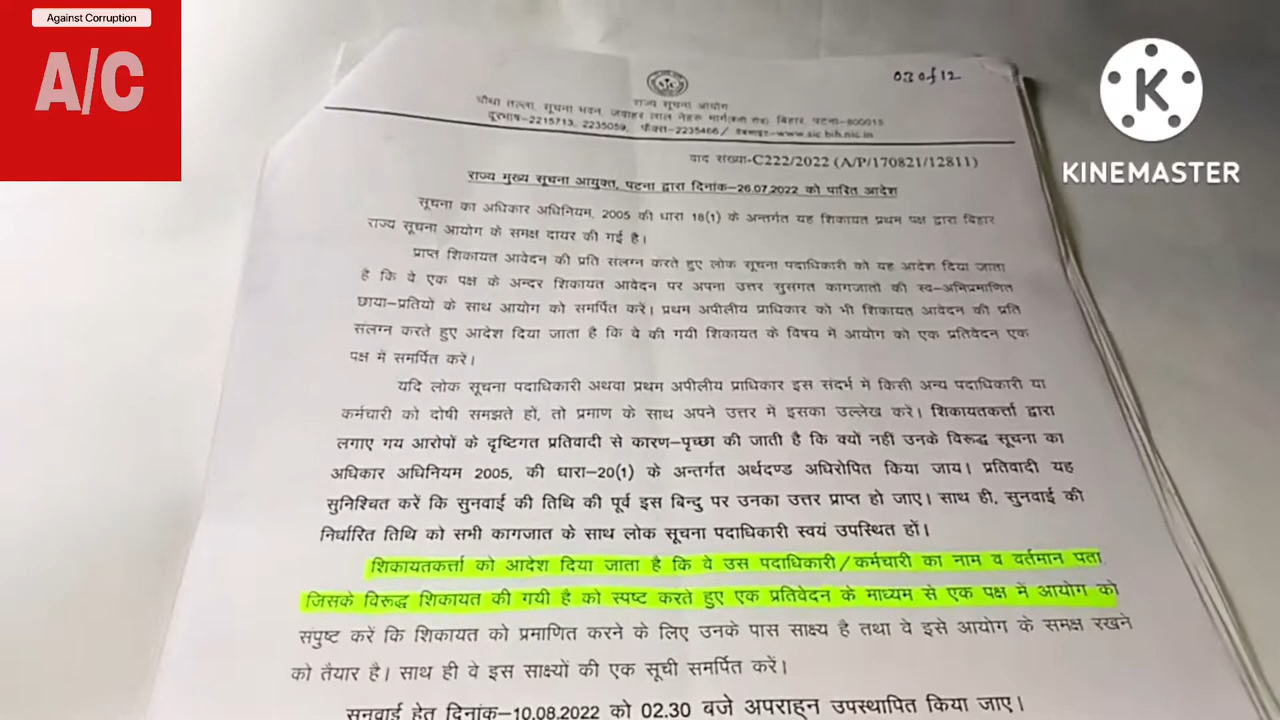 Against Corruption
A/C
K
KINEMASTER
03 of 12
राज्य सूचना आयोग
चौथा तल्ला, सूचना भवन, जवाहर लाल नेहरू मार्ग(बेली रोड) बिहार, पटना-800015
दूरभाष-2215713, 2235059, फैक्स-2235466/ वेबसाइट-www.sic.bih.nic.in
वाद संख्या-C222/2022 (A/P/170821/12811)
राज्य मुख्य सूचना आयुक्त, पटना द्वारा दिनांक-26.07.2022 को पारित आदेश
सूचना का अधिकार अधिनियम, 2005 की धारा 18(1) के अन्तर्गत यह शिकायत प्रथम पक्ष द्वारा बिहार
राज्य सूचना आयोग के समक्ष दायर की गई है।
प्राप्त शिकायत आवेदन की प्रति संलग्न करते हुए लोक सूचना पदाधिकारी को यह आदेश दिया जाता
है कि वे एक पक्ष के अन्दर शिकायत आवेदन पर अपना उत्तर सुसंगत कागजातों की स्व-अभिप्रमाणित
छाया-प्रतियों के साथ आयोग को समर्पित करें। प्रथम अपीलीय प्राधिकार को भी शिकायत आवेदन की प्रति
संलग्न करते हुए आदेश दिया जाता है कि वे की गयी शिकायत के विषय में आयोग को एक प्रतिवेदन एक
पक्ष में समर्पित करें।
यदि लोक सूचना पदाधिकारी अथवा प्रथम अपीलीय प्राधिकार इस संदर्भ में किसी अन्य पदाधिकारी या
कर्मचारी को दोषी समझते हों, तो प्रमाण के साथ अपने उत्तर में इसका उल्लेख करें। शिकायतकर्त्ता द्वारा
लगाए गय आरोपों के दृष्टिगत प्रतिवादी से कारण-पृच्छा की जाती है कि क्यों नहीं उनके विरूद्ध सूचना का
अधिकार अधिनियम 2005, की धारा-20(1) के अन्तर्गत अर्थदण्ड अधिरोपित किया जाय। प्रतिवादी यह
सुनिश्चित करें कि सुनवाई की तिथि की पूर्व इस बिन्दु पर उनका उत्तर प्राप्त हो जाए। साथ ही, सुनवाई की
निर्धारित तिथि को सभी कागजात के साथ लोक सूचना पदाधिकारी स्वयं उपस्थित हों।
शिकायतकर्त्ता को आदेश दिया जाता है कि वे उस पदाधिकारी/कर्मचारी का नाम व वर्तमान पता
जिसके विरूद्ध शिकायत की गयी है को स्पष्ट करते हुए एक प्रतिवेदन के माध्यम से एक पक्ष में आयोग को
संपुष्ट करें कि शिकायत को प्रमाणित करने के लिए उनके पास साक्ष्य है तथा वे इसे आयोग के समक्ष रखने
को तैयार है। साथ ही वे इस साक्ष्यों की एक सूची समर्पित करें।
सुनवाई हेतु दिनांक-10.08.2022 को 02.30 बजे अपराह्न उपस्थापित किया जाए।